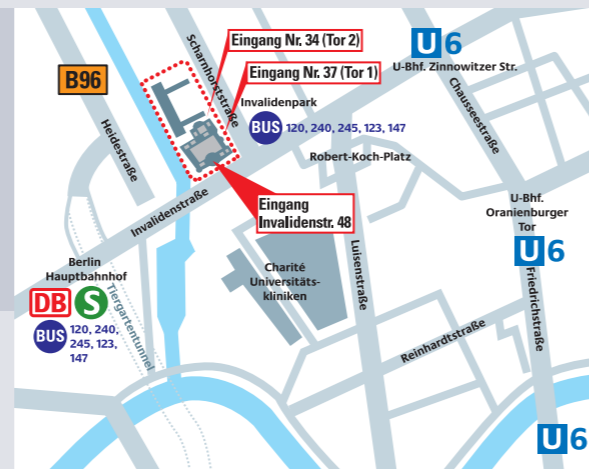 Eingang Nr. 34 (Tor 2)
U6
U-Bhf. Zinnowitzer Str.
Scharnhorststraße
Eingang Nr. 37 (Tor 1)
B96
Chausseestraße
Invalidenpark
BUS 120, 240, 245, 123, 147
Heidestraße
Robert-Koch-Platz
Invalidenstraße
Eingang
Invalidenstr. 48
U-Bhf.
Oranienburger
Tor
U6
Luisenstraße
Berlin
Hauptbahnhof
DB S
BUS 120, 240,
245, 123,
147
Tiergartentunnel
Charité
Universitäts-
kliniken
Friedrichstraße
Reinhardtstraße
U6